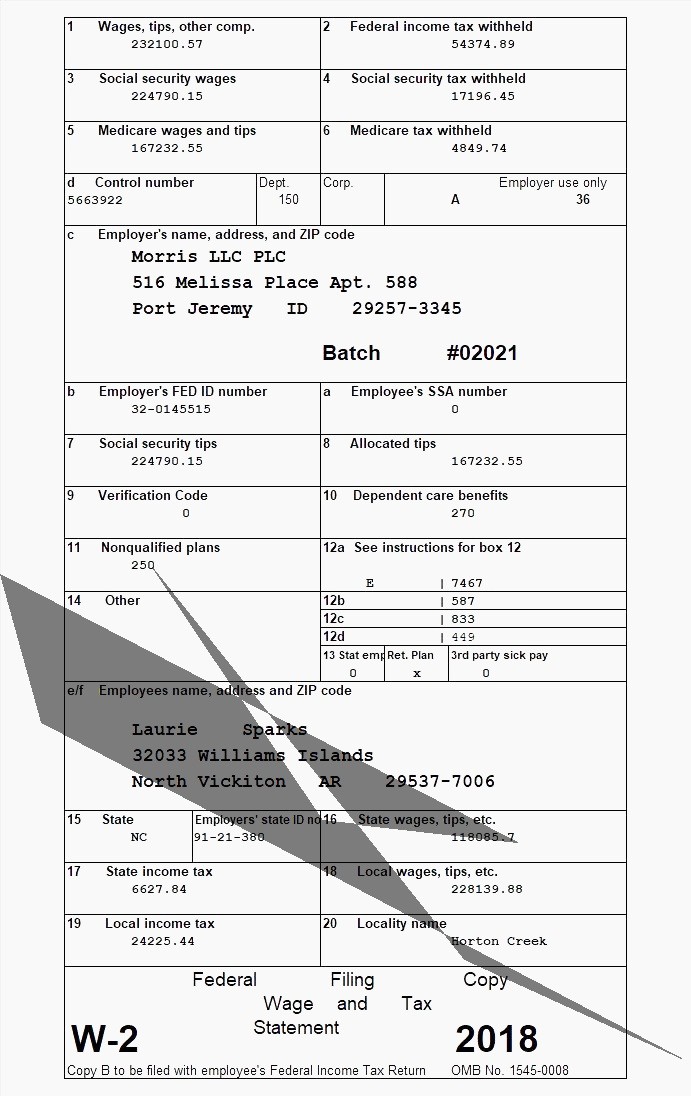 1 Wages, tips, other comp. 2 Federal income tax withheld
232100.57 54374.89
3 Social security wages 4 Social security tax withheld
224790.15 17196.45
5 Medicare wages and tips 6 Medicare tax withheld
167232.55 4849.74
d Control number Dept. Corp. Employer use only
5663922 150 A 36
c Employer's name, address, and ZIP code
Morris LLC PLC
516 Melissa Place Apt. 588
Port Jeremy ID 29257-3345
Batch #02021
b Employer's FED ID number a Employee's SSA number
32-0145515 0
7 Social security tips 8 Allocated tips
224790.15 167232.55
9 Verification Code 10 Dependent care benefits
0 270
11 Nonqualified plans 12a See instructions for box 12
250
E | 7467
14 Other 12b | 587
12c | 833
12d | 449
13 Stat emp Ret. Plan 3rd party sick pay
0 x 0
e/f Employees name, address and ZIP code
Laurie Sparks
32033 Williams Islands
North Vickiton AR 29537-7006
15 State Employers' state ID no 16 State wages, tips, etc.
NC 91-21-380 118085.7
17 State income tax 18 Local wages, tips, etc.
6627.84 228139.88
19 Local income tax 20 Locality name
24225.44 Horton Creek
Federal Filing Copy
Wage and Tax
Statement
W-2 2018
Copy B to be filed with employee's Federal Income Tax Return OMB No. 1545-0008